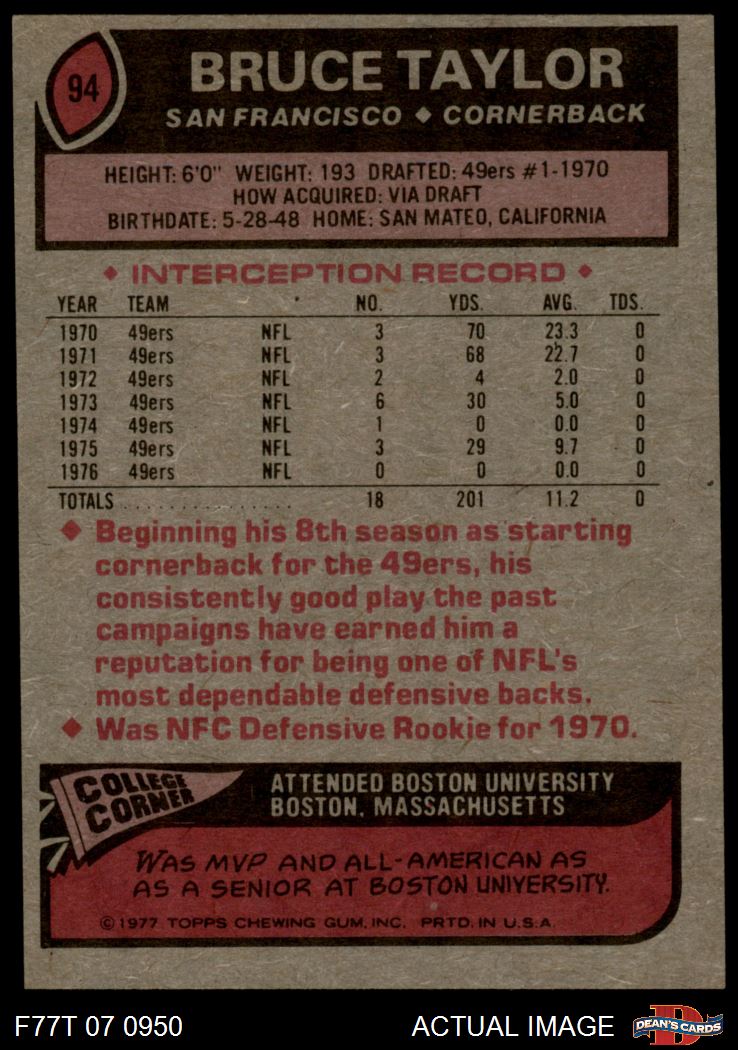 94
BRUCE TAYLOR
SAN FRANCISCO ♦ CORNERBACK
HEIGHT: 6'0" WEIGHT: 193 DRAFTED: 49ers #1-1970
HOW ACQUIRED: VIA DRAFT
BIRTHDATE: 5-28-48 HOME: SAN MATEO, CALIFORNIA
♦ INTERCEPTION RECORD ♦
YEAR TEAM NO. YDS. AVG. TDS.
1970 49ers NFL 3 70 23.3 0
1971 49ers NFL 3 68 22.7 0
1972 49ers NFL 2 4 2.0 0
1973 49ers NFL 6 30 5.0 0
1974 49ers NFL 1 0 0.0 0
1975 49ers NFL 3 29 9.7 0
1976 49ers NFL 0 0 0.0 0
TOTALS . . . . . . . . . . . . . . . . 18 201 11.2 0
♦ Beginning his 8th season as starting
cornerback for the 49ers, his
consistently good play the past
campaigns have earned him a
reputation for being one of NFL's
most dependable defensive backs.
♦ Was NFC Defensive Rookie for 1970.
COLLEGE
CORNER
ATTENDED BOSTON UNIVERSITY
BOSTON, MASSACHUSETTS
WAS MVP AND ALL-AMERICAN AS
AS A SENIOR AT BOSTON UNIVERSITY.
© 1977 TOPPS CHEWING GUM, INC. PRTD. IN U.S.A.
F77T 07 0950 ACTUAL IMAGE
D
DEAN'S CARDS